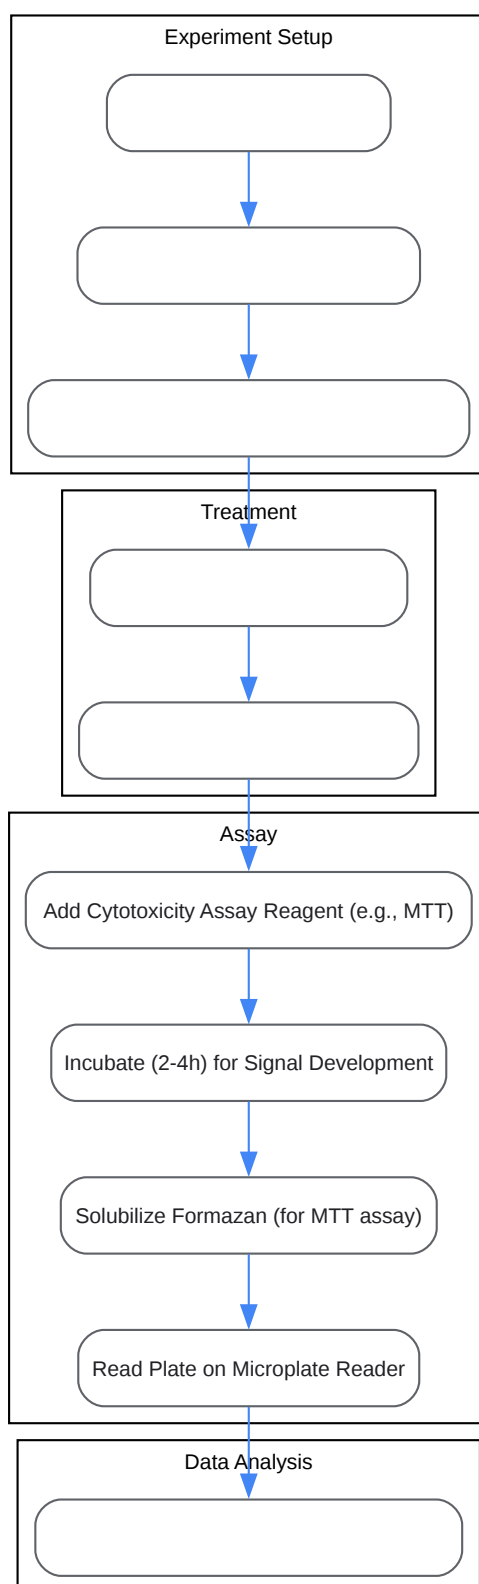 Experiment Setup
Treatment
Assay
Add Cytotoxicity Assay Reagent (e.g., MTT)
Incubate (2-4h) for Signal Development
Solubilize Formazan (for MTT assay)
Read Plate on Microplate Reader
Data Analysis